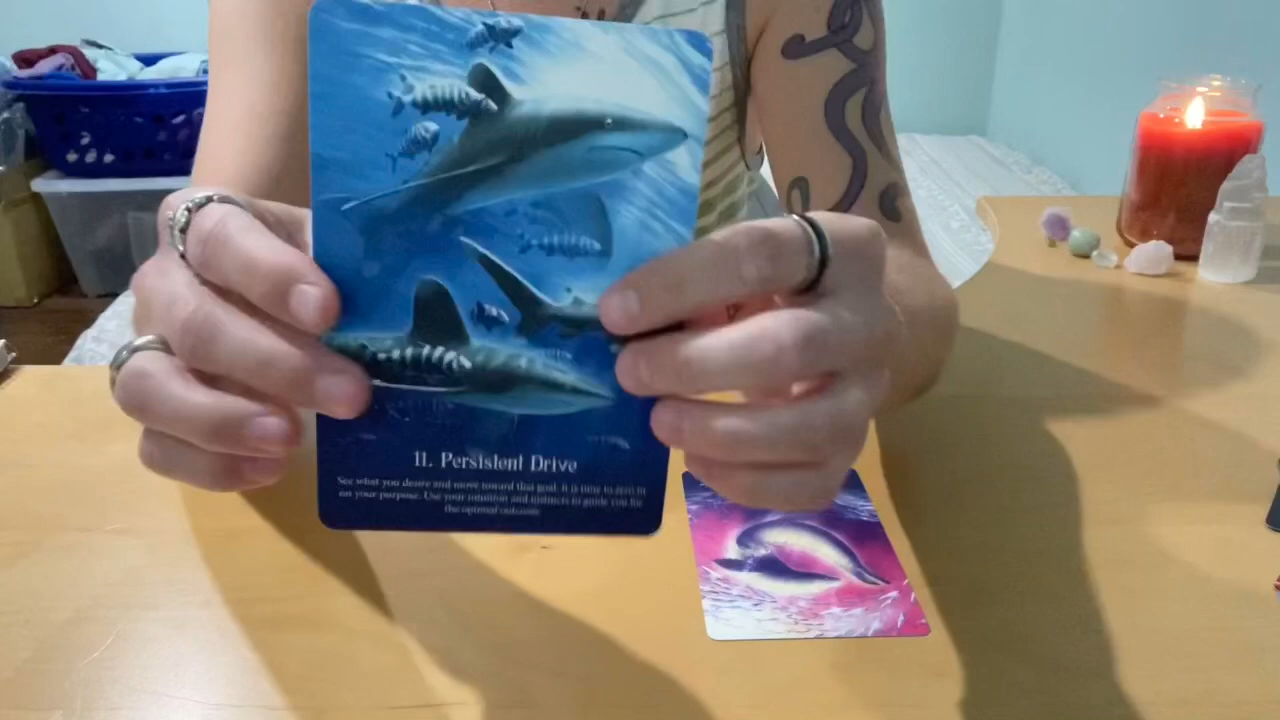 11. Persistent Drive
See what you desire and move toward that goal. It is time to zero in
on your purpose. Use your intuition and instincts to guide you for
the optimal outcome.